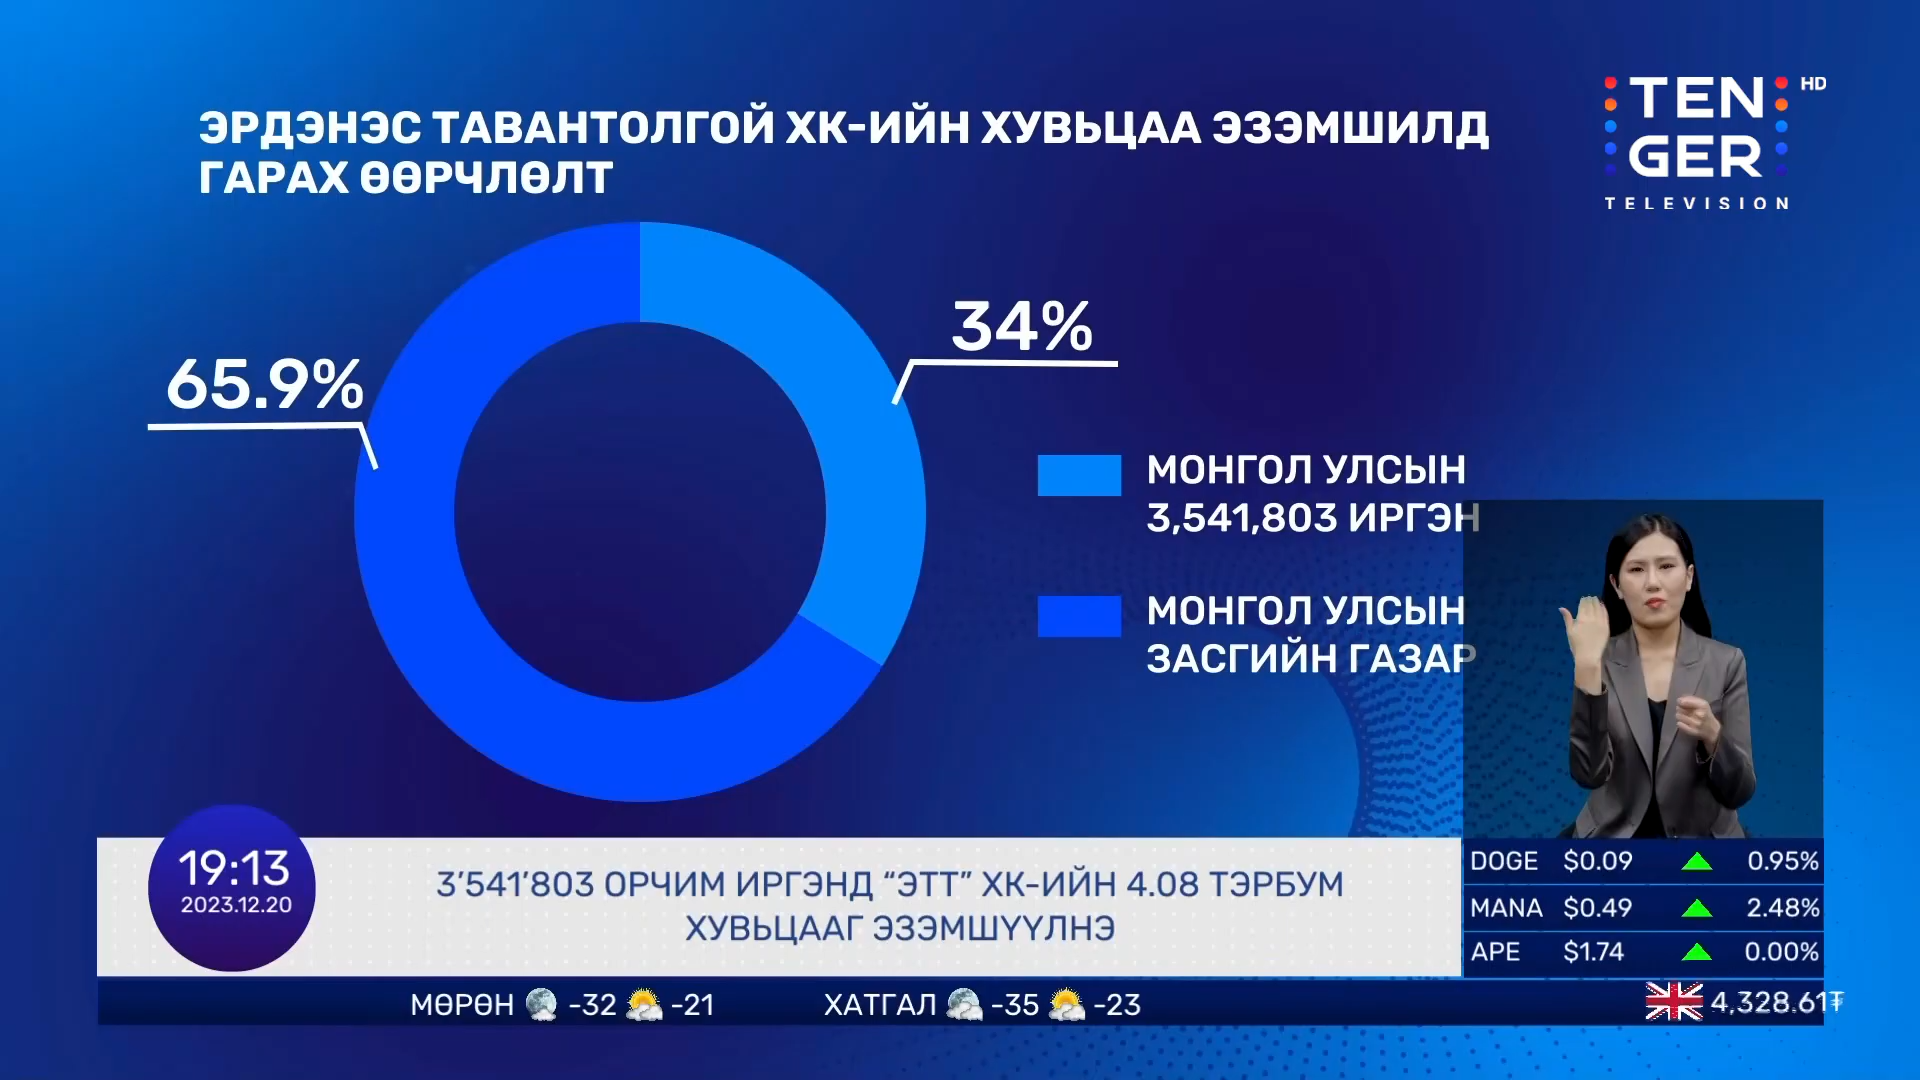 ЭРДЭНЭС ТАВАНТОЛГОЙ ХК-ИЙН ХУВЬЦАА ЭЗЭМШИЛД
ГАРАХ ӨӨРЧЛӨЛТ
TEN
GER
HD
TELEVISION
34%
65.9%
МОНГОЛ УЛСЫН
3,541,803 ИРГЭН
МОНГОЛ УЛСЫН
ЗАСГИЙН ГАЗАР
19:13
2023.12.20
3’541’803 ОРЧИМ ИРГЭНД “ЭТТ” ХК-ИЙН 4.08 ТЭРБУМ
ХУВЬЦААГ ЭЗЭМШҮҮЛНЭ
DOGE $0.09 0.95%
MANA $0.49 2.48%
APE $1.74 0.00%
МӨРӨН -32 -21 ХАТГАЛ -35 -23 4,328.61₮